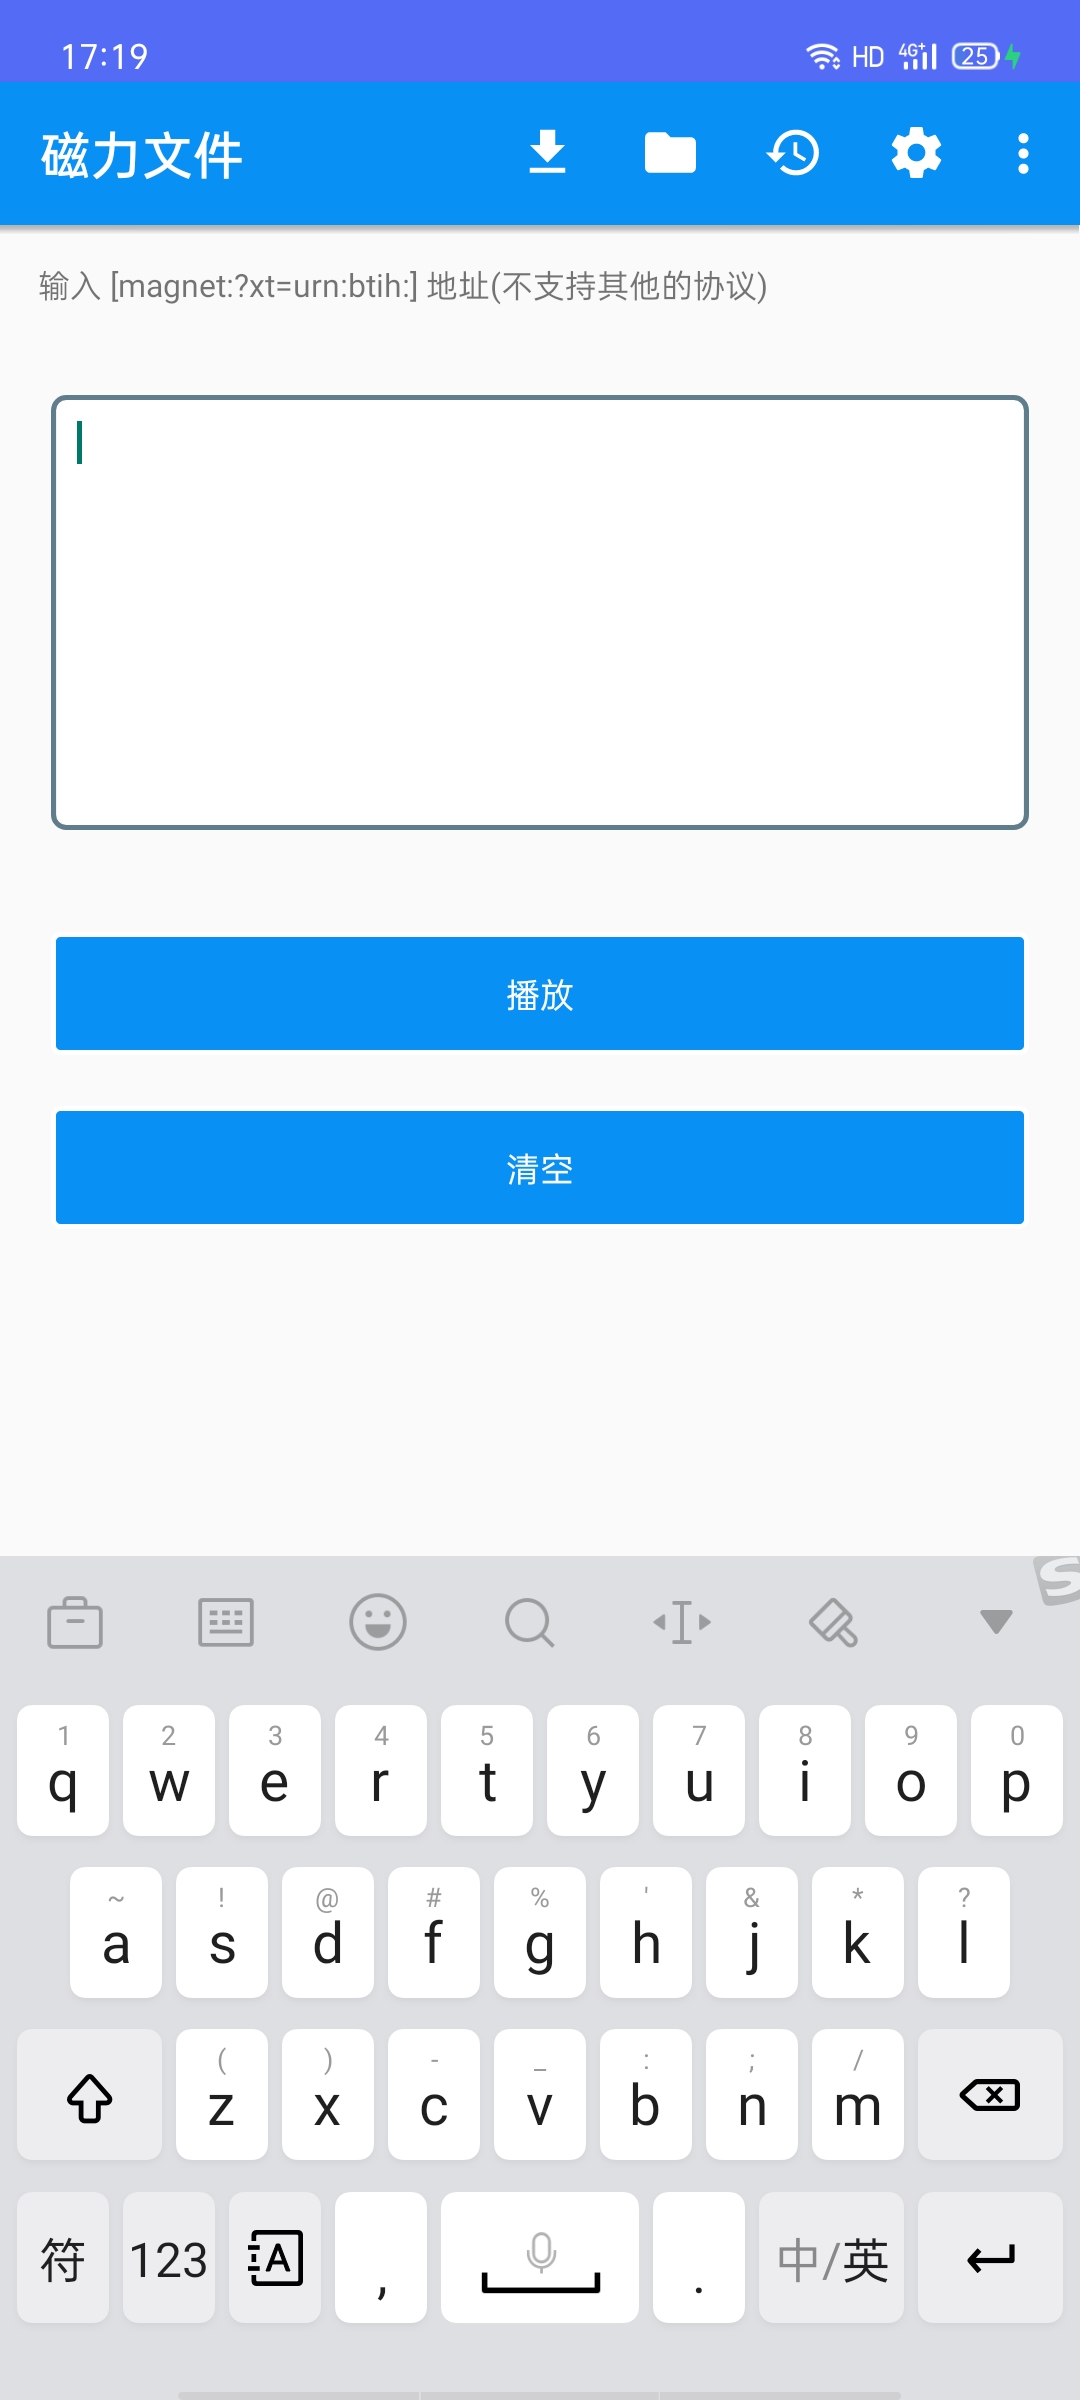 17:19
HD 4G+ 25
磁力文件
输入 [magnet:?xt=urn:btih:] 地址(不支持其他的协议)
播放
清空
S
1 2 3 4 5 6 7 8 9 0
q w e r t y u i o p
~ ! @ # % ' & * ?
a s d f g h j k l
( ) - _ : ; /
z x c v b n m
符 123 A , . 中/英